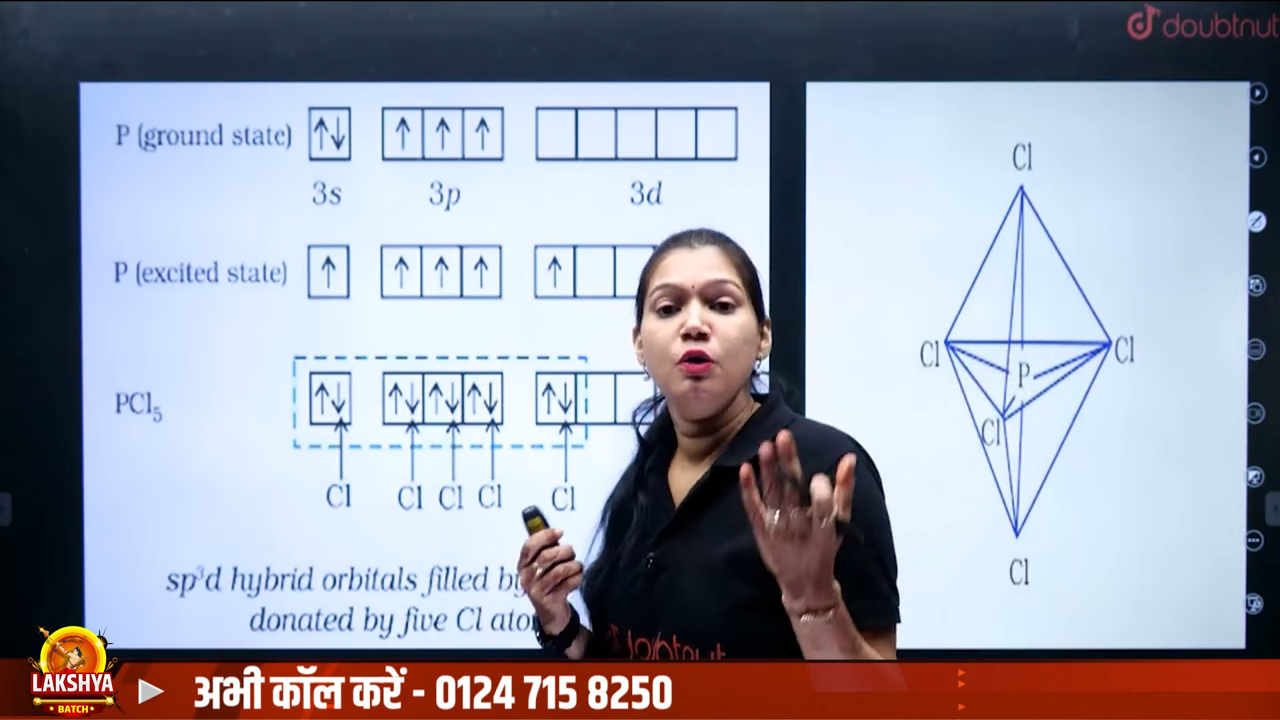 doubtnut
P (ground state)
3s 3p 3d
P (excited state)
PCl₅
Cl Cl Cl Cl Cl
sp³d hybrid orbitals filled by
donated by five Cl
Cl
Cl Cl
P
Cl
Cl
doubtnut
LAKSHYA
BATCH
अभी कॉल करें - 0124 715 8250